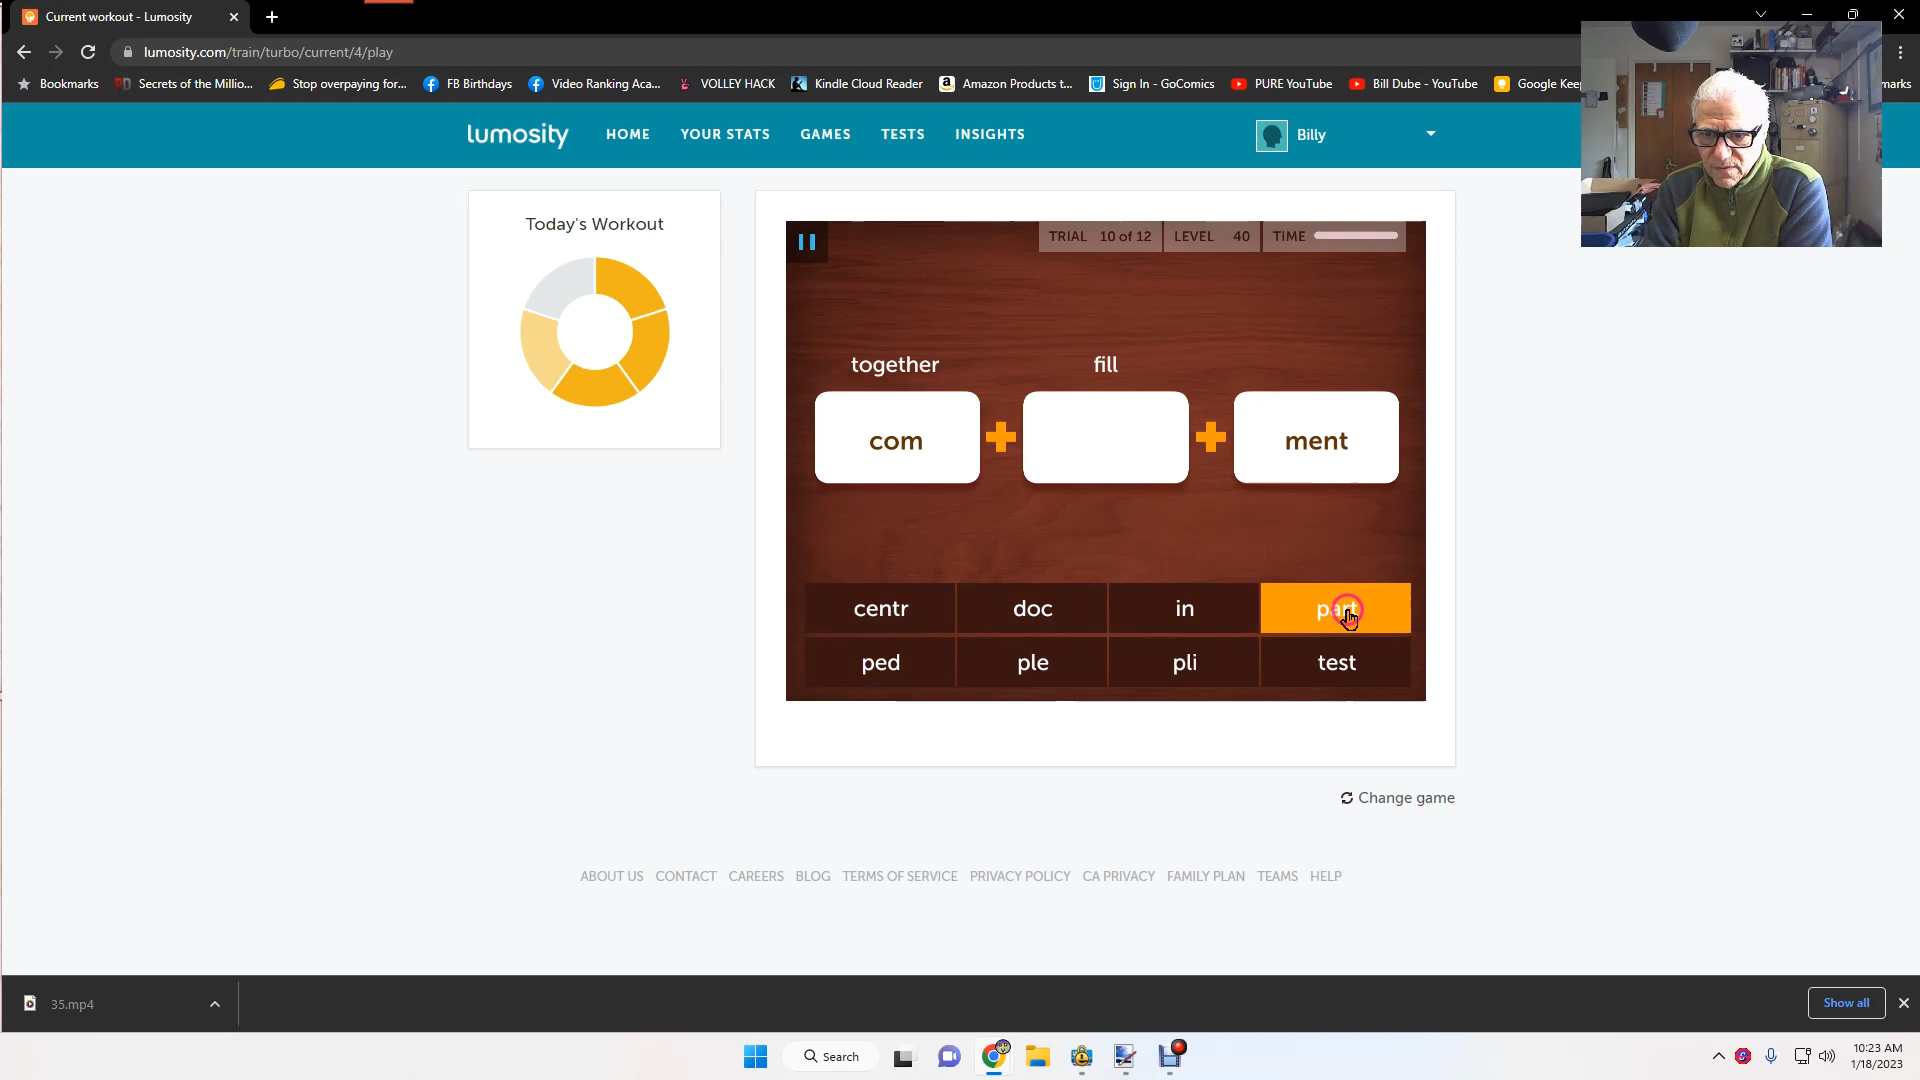 Current workout - Lumosity
lumosity.com/train/turbo/current/4/play
Bookmarks Secrets of the Millio... Stop overpaying for... FB Birthdays Video Ranking Aca... VOLLEY HACK Kindle Cloud Reader Amazon Products t... Sign In - GoComics PURE YouTube Bill Dube - YouTube Google Kee marks
lumosity HOME YOUR STATS GAMES TESTS INSIGHTS Billy
Today's Workout
TRIAL 10 of 12 LEVEL 40 TIME
together fill
com + + ment
centr doc in part
ped ple pli test
Change game
ABOUT US CONTACT CAREERS BLOG TERMS OF SERVICE PRIVACY POLICY CA PRIVACY FAMILY PLAN TEAMS HELP
35.mp4 Show all
Search
10:23 AM
1/18/2023